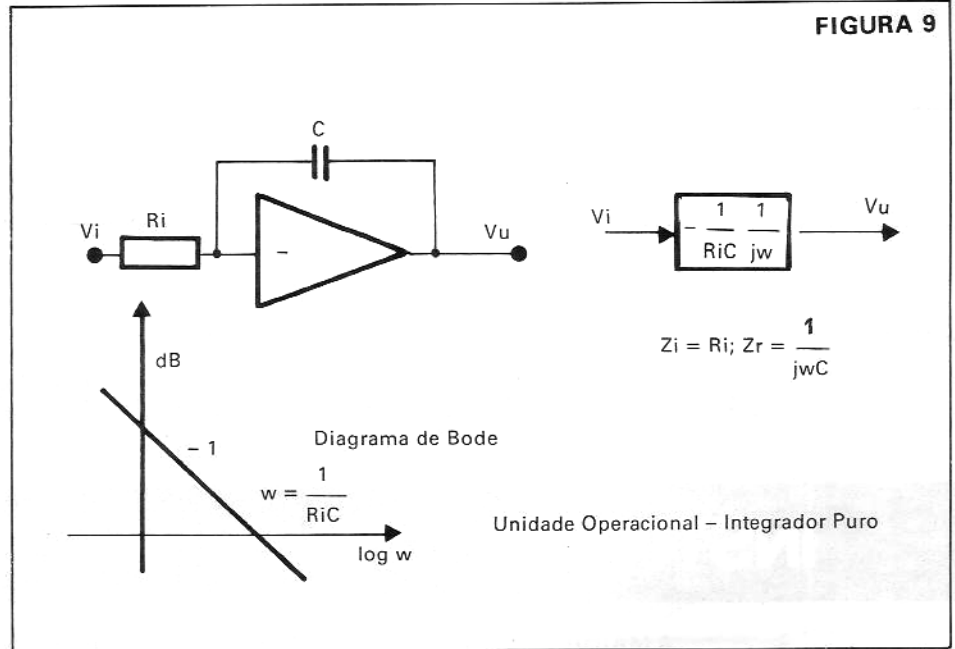 FIGURA 9
C
Ri
Vi
−
Vu
Vi
- 1/RiC 1/jw
Vu
Zi = Ri; Zr = 1/jwC
dB
− 1
Diagrama de Bode
w = 1/RiC
log w
Unidade Operacional – Integrador Puro